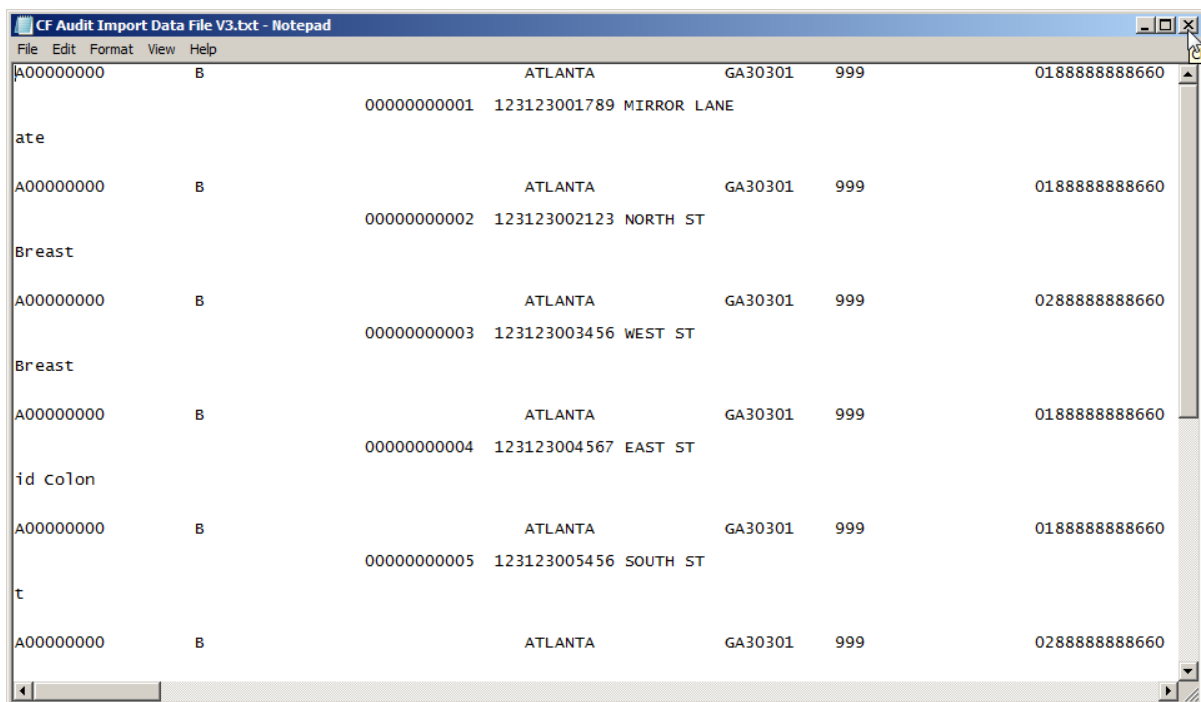 CF Audit Import Data File V3.txt - Notepad
File Edit Format View Help
A00000000 B ATLANTA GA30301 999 0188888888660
00000000001 123123001789 MIRROR LANE
ate
A00000000 B ATLANTA GA30301 999 0188888888660
00000000002 123123002123 NORTH ST
Breast
A00000000 B ATLANTA GA30301 999 0288888888660
00000000003 123123003456 WEST ST
Breast
A00000000 B ATLANTA GA30301 999 0188888888660
00000000004 123123004567 EAST ST
id Colon
A00000000 B ATLANTA GA30301 999 0188888888660
00000000005 123123005456 SOUTH ST
t
A00000000 B ATLANTA GA30301 999 0288888888660